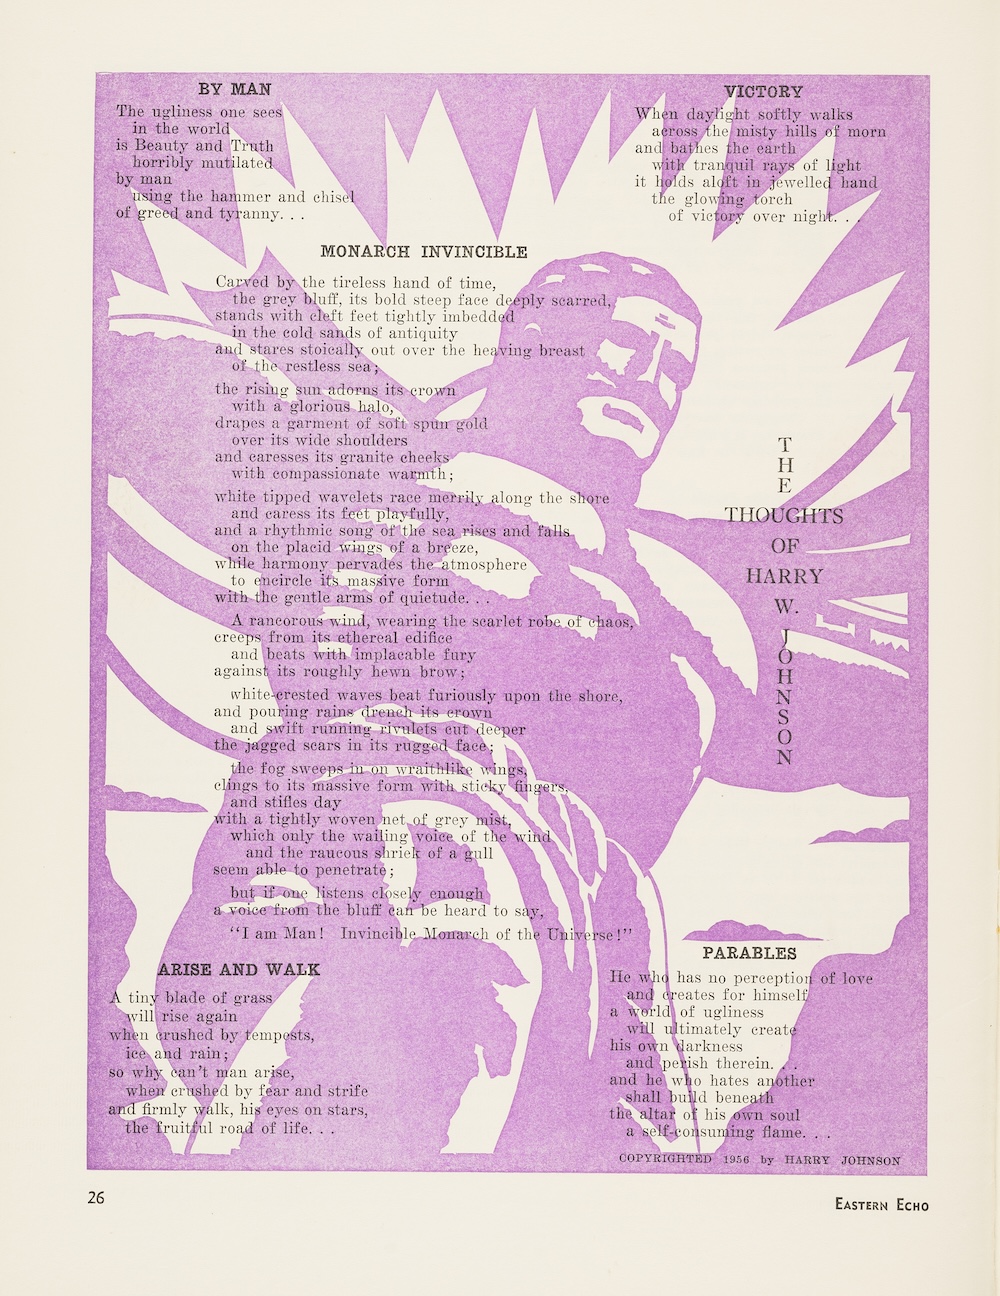 BY MAN
The ugliness one sees
in the world
is Beauty and Truth
horribly mutilated
by man
using the hammer and chisel
of greed and tyranny. . .
VICTORY
When daylight softly walks
across the misty hills of morn
and bathes the earth
with tranquil rays of light
it holds aloft in jewelled hand
the glowing torch
of victory over night. . .
MONARCH INVINCIBLE
Carved by the tireless hand of time,
the grey bluff, its bold steep face deeply scarred,
stands with cleft feet tightly imbedded
in the cold sands of antiquity
and stares stoically out over the heaving breast
of the restless sea;
the rising sun adorns its crown
with a glorious halo,
drapes a garment of soft spun gold
over its wide shoulders
and caresses its granite cheeks
with compassionate warmth;
white tipped wavelets race merrily along the shore
and caress its feet playfully,
and a rhythmic song of the sea rises and falls
on the placid wings of a breeze,
while harmony pervades the atmosphere
to encircle its massive form
with the gentle arms of quietude. . .
A rancorous wind, wearing the scarlet robe of chaos,
creeps from its ethereal edifice
and beats with implacable fury
against its roughly hewn brow;
white-crested waves beat furiously upon the shore,
and pouring rains drench its crown
and swift running rivulets cut deeper
the jagged scars in its rugged face;
the fog sweeps in on wraithlike wings,
clings to its massive form with sticky fingers,
and stifles day
with a tightly woven net of grey mist,
which only the wailing voice of the wind
and the raucous shriek of a gull
seem able to penetrate;
but if one listens closely enough
a voice from the bluff can be heard to say,
"I am Man! Invincible Monarch of the Universe!"
T
H
E
THOUGHTS
OF
HARRY
W.
J
O
H
N
S
O
N
ARISE AND WALK
A tiny blade of grass
will rise again
when crushed by tempests,
ice and rain;
so why can't man arise,
when crushed by fear and strife
and firmly walk, his eyes on stars,
the fruitful road of life. . .
PARABLES
He who has no perception of love
and creates for himself
a world of ugliness
will ultimately create
his own darkness
and perish therein. . .
and he who hates another
shall build beneath
the altar of his own soul
a self-consuming flame. . .
COPYRIGHTED 1956 by HARRY JOHNSON
26
EASTERN ECHO